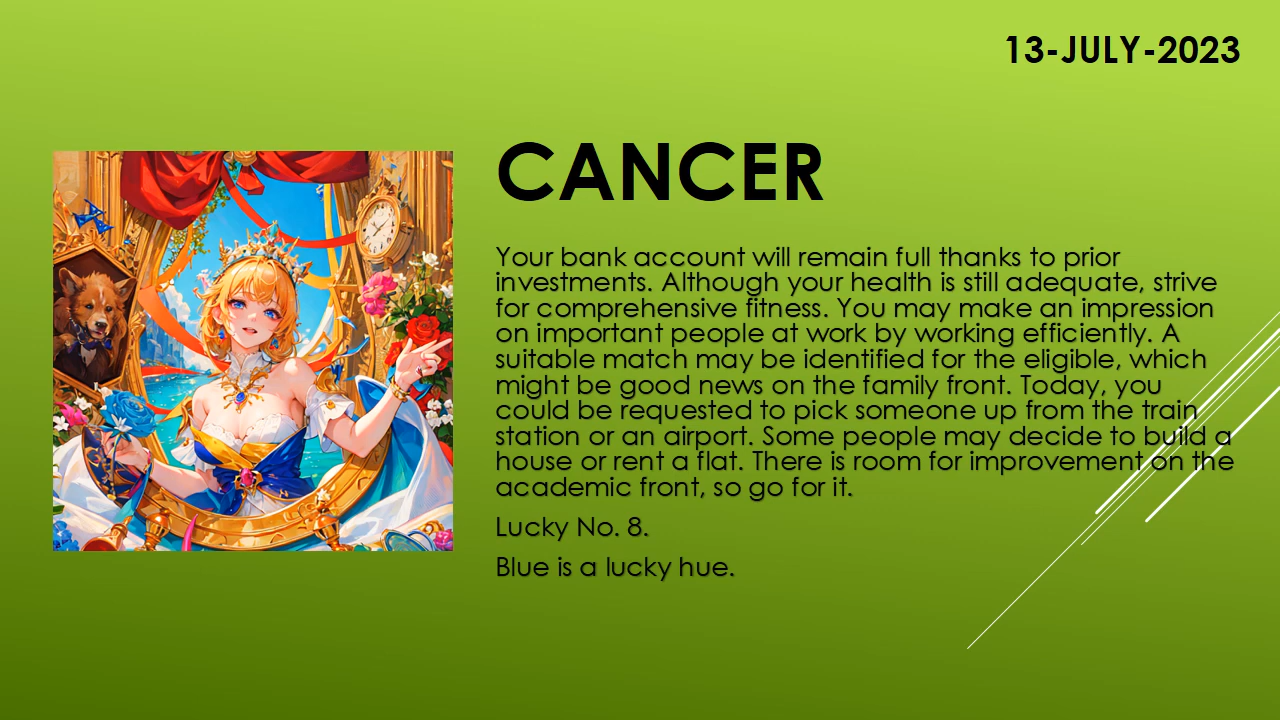 13-JULY-2023
CANCER
Your bank account will remain full thanks to prior
investments. Although your health is still adequate, strive
for comprehensive fitness. You may make an impression
on important people at work by working efficiently. A
suitable match may be identified for the eligible, which
might be good news on the family front. Today, you
could be requested to pick someone up from the train
station or an airport. Some people may decide to build a
house or rent a flat. There is room for improvement on the
academic front, so go for it.
Lucky No. 8.
Blue is a lucky hue.